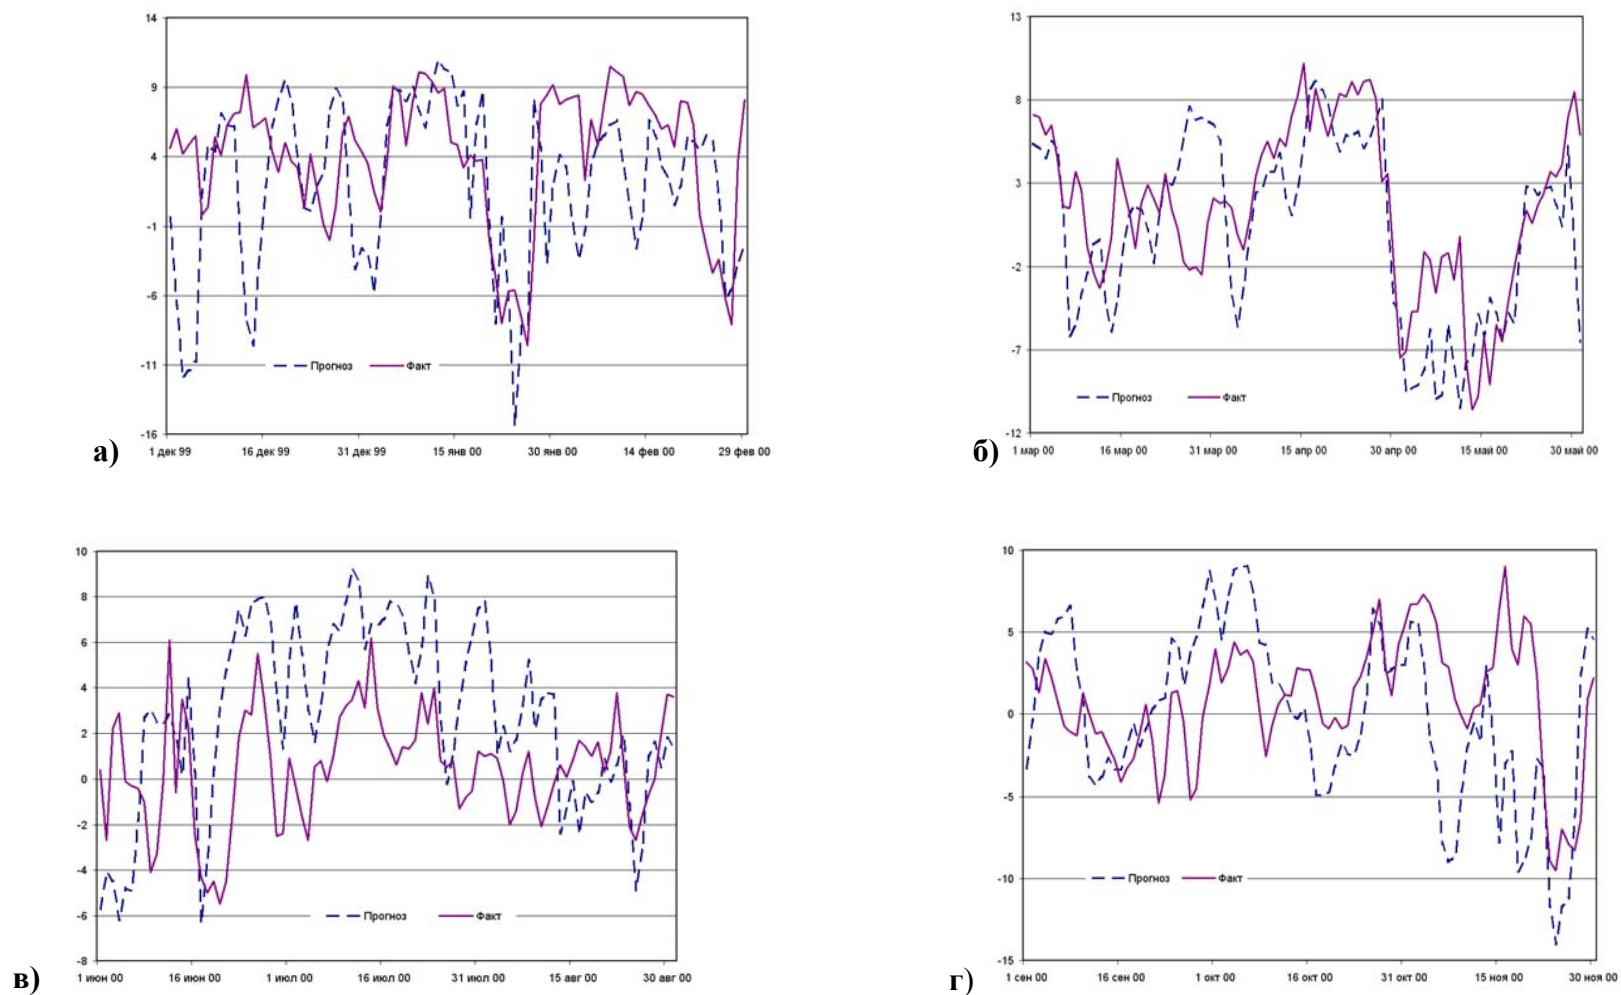 14
9
4
-1
-6
-11
-16
Прогноз Факт
1 дек 99 16 дек 99 31 дек 99 15 янв 00 30 янв 00 14 фев 00 29 фев 00
а)
13
8
3
-2
-7
-12
Прогноз Факт
1 мар 00 16 мар 00 31 мар 00 15 апр 00 30 апр 00 15 май 00 30 май 00
б)
10
8
6
4
2
0
-2
-4
-6
-8
Прогноз Факт
1 июн 00 16 июн 00 1 июл 00 16 июл 00 31 июл 00 15 авг 00 30 авг 00
в)
10
5
0
-5
-10
-15
Прогноз Факт
1 сен 00 16 сен 00 1 окт 00 16 окт 00 31 окт 00 15 ноя 00 30 ноя 00
г)